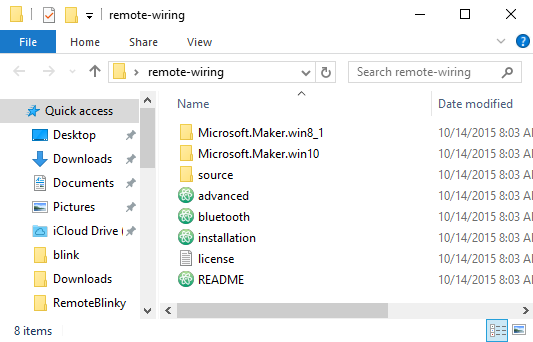 remote-wiring
File Home Share View
remote-wiring
Search remote-wiring
Quick access
Desktop
Downloads
Documents
Pictures
iCloud Drive (
blink
Downloads
RemoteBlinky
Name Date modified
Microsoft.Maker.win8_1 10/14/2015 8:03 A
Microsoft.Maker.win10 10/14/2015 8:03 A
source 10/14/2015 8:03 A
advanced 10/14/2015 8:03 A
bluetooth 10/14/2015 8:03 A
installation 10/14/2015 8:03 A
license 10/14/2015 8:03 A
README 10/14/2015 8:03 A
8 items